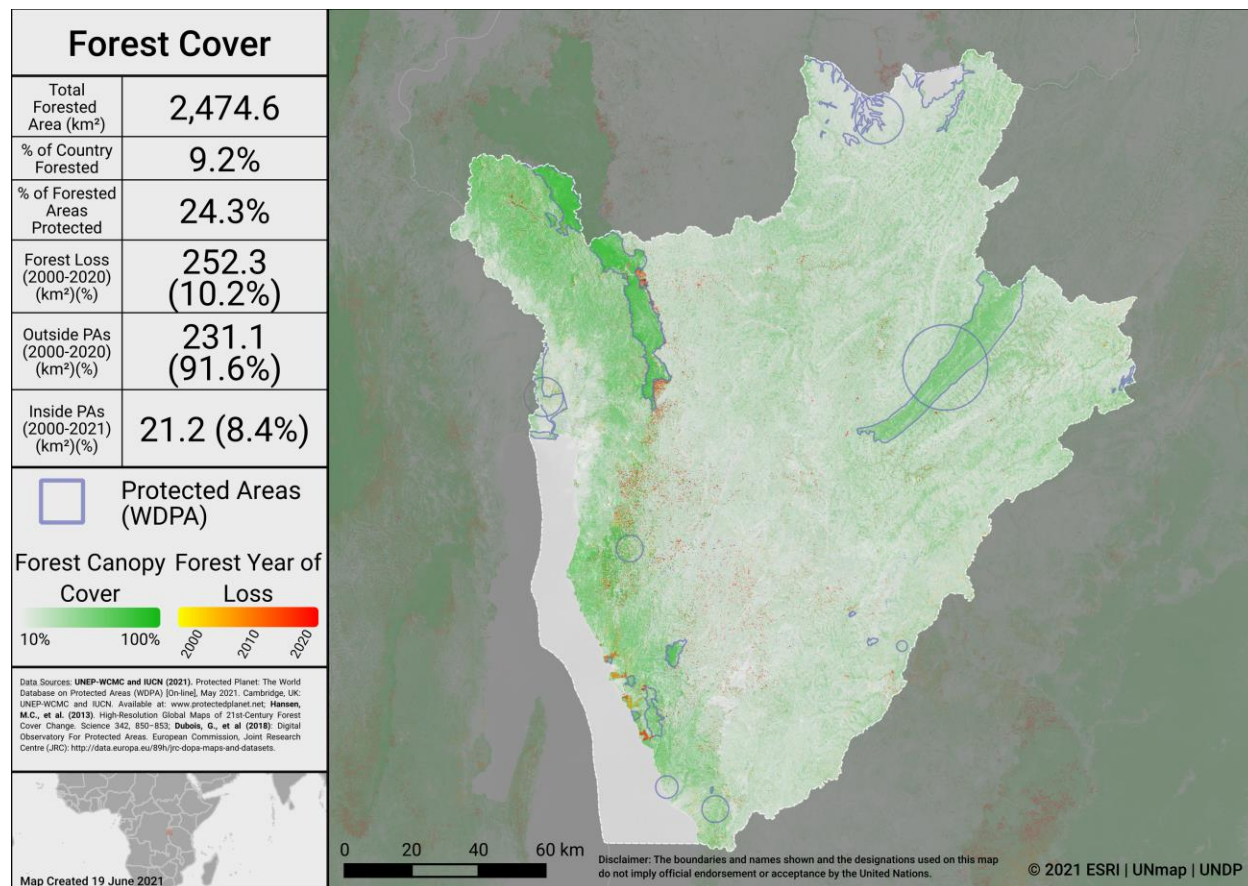 Forest Cover
Total
Forested
Area (km²)
2,474.6
% of Country
Forested
9.2%
% of Forested
Areas
Protected
24.3%
Forest Loss
(2000-2020)
(km²)(%)
252.3
(10.2%)
Outside PAs
(2000-2020)
(km²)(%)
231.1
(91.6%)
Inside PAs
(2000-2021)
(km²)(%)
21.2 (8.4%)
Protected Areas
(WDPA)
Forest Canopy
Cover
10%
100%
Forest Year of
Loss
2000
2010
2020
Data Sources: UNEP-WCMC and IUCN (2021). Protected Planet: The World
Database on Protected Areas (WDPA) [On-line], May 2021. Cambridge, UK:
UNEP-WCMC and IUCN. Available at: www.protectedplanet.net; Hansen,
M.C., et al. (2013). High-Resolution Global Maps of 21st-Century Forest
Cover Change. Science 342, 850–853; Dubois, G., et al (2018): Digital
Observatory For Protected Areas. European Commission, Joint Research
Centre (JRC): http://data.europa.eu/89h/jrc-dopa-maps-and-datasets.
Map Created 19 June 2021
0 20 40 60 km
Disclaimer: The boundaries and names shown and the designations used on this map
do not imply official endorsement or acceptance by the United Nations.
© 2021 ESRI | UNmap | UNDP